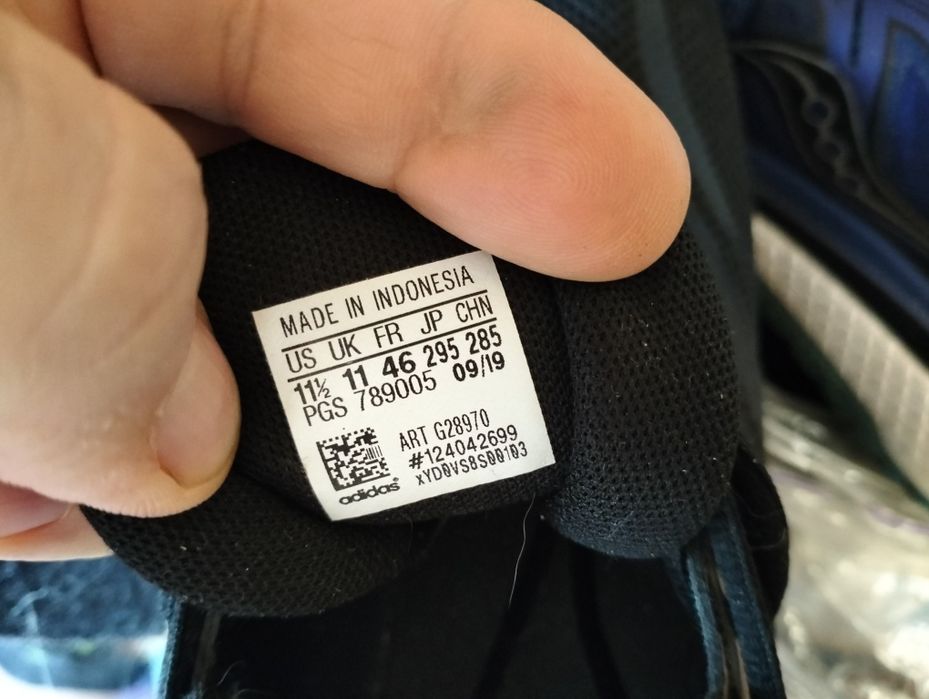 MADE IN INDONESIA
US UK FR JP CHN
11½ 11 46 295 285
PGS 789005 09/19
ART G28970
#124042699
xYD0VS8S00103
adidas